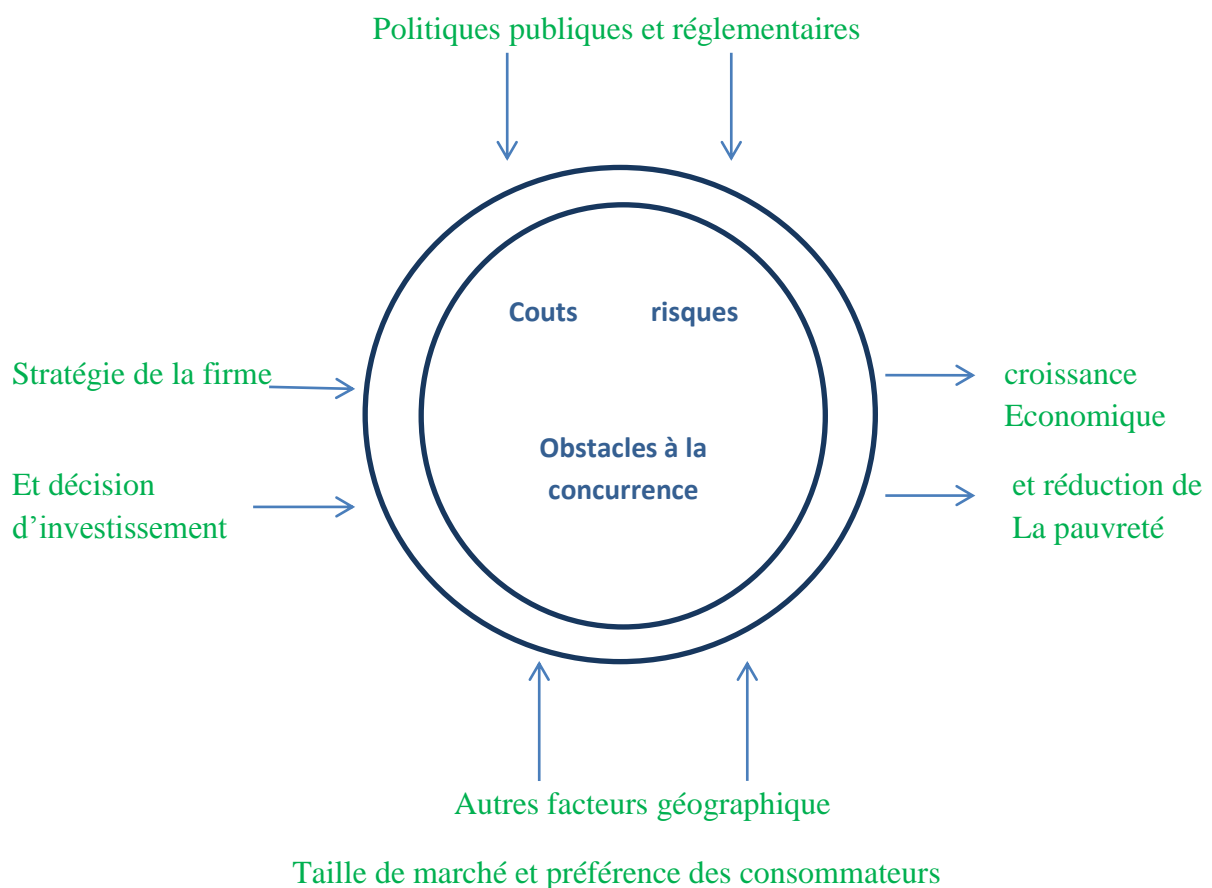 Politiques publiques et réglementaires
Couts risques
Stratégie de la firme
croissance
Economique
Obstacles à la
concurrence
Et décision
d’investissement
et réduction de
La pauvreté
Autres facteurs géographique
Taille de marché et préférence des consommateurs